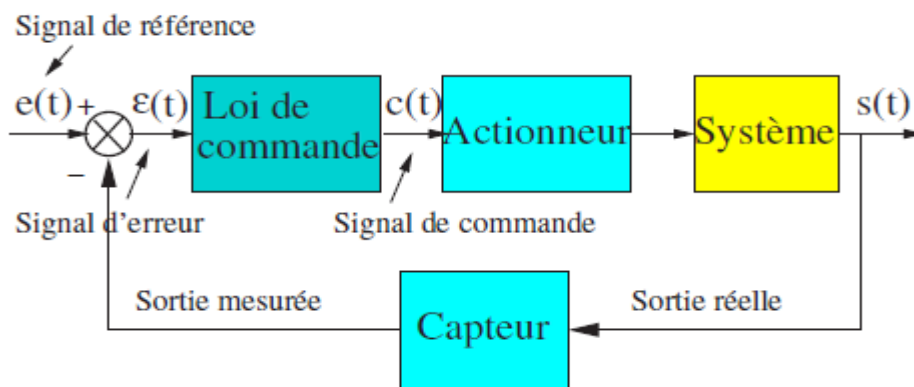 Signal de référence
e(t) + ε(t) Loi de commande c(t) Actionneur Système s(t)
−
Signal d'erreur
Signal de commande
Sortie mesurée
Capteur
Sortie réelle